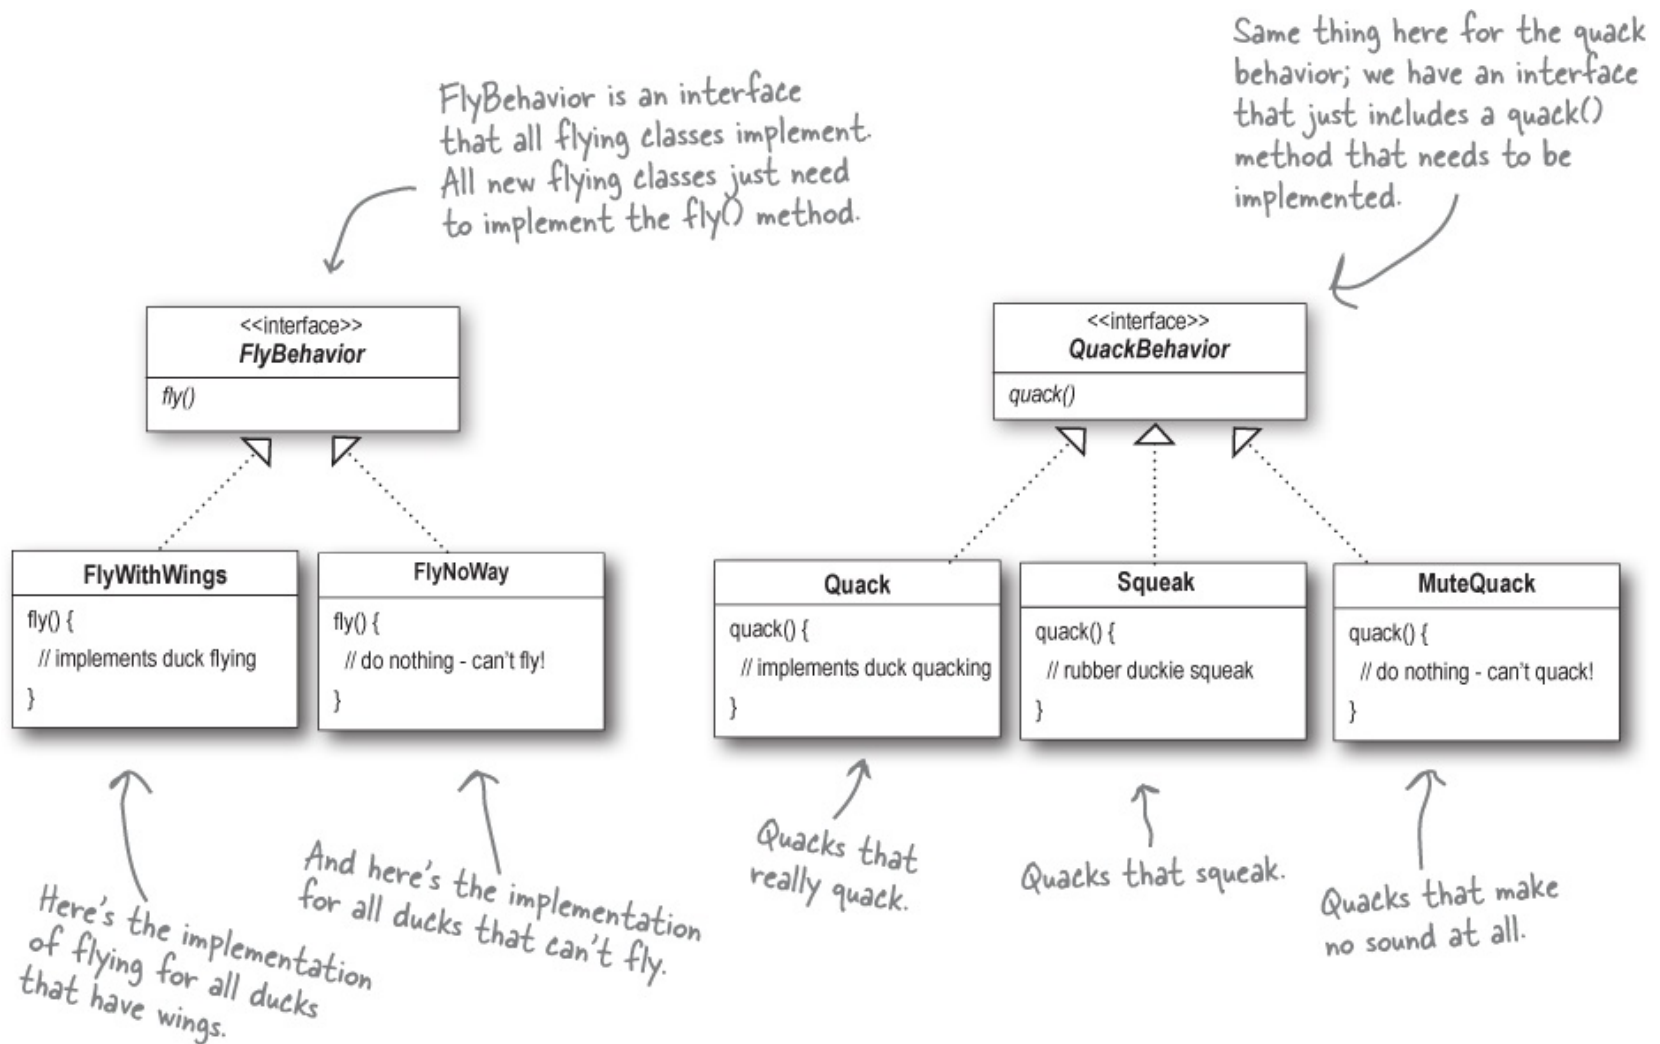 FlyBehavior is an interface
that all flying classes implement.
All new flying classes just need
to implement the fly() method.
Same thing here for the quack
behavior; we have an interface
that just includes a quack()
method that needs to be
implemented.
<<interface>>
FlyBehavior
fly()
<<interface>>
QuackBehavior
quack()
FlyWithWings
fly() {
// implements duck flying
}
FlyNoWay
fly() {
// do nothing - can't fly!
}
Quack
quack() {
// implements duck quacking
}
Squeak
quack() {
// rubber duckie squeak
}
MuteQuack
quack() {
// do nothing - can't quack!
}
Here's the implementation
of flying for all ducks
that have wings.
And here's the implementation
for all ducks that can't fly.
Quacks that
really quack.
Quacks that squeak.
Quacks that make
no sound at all.